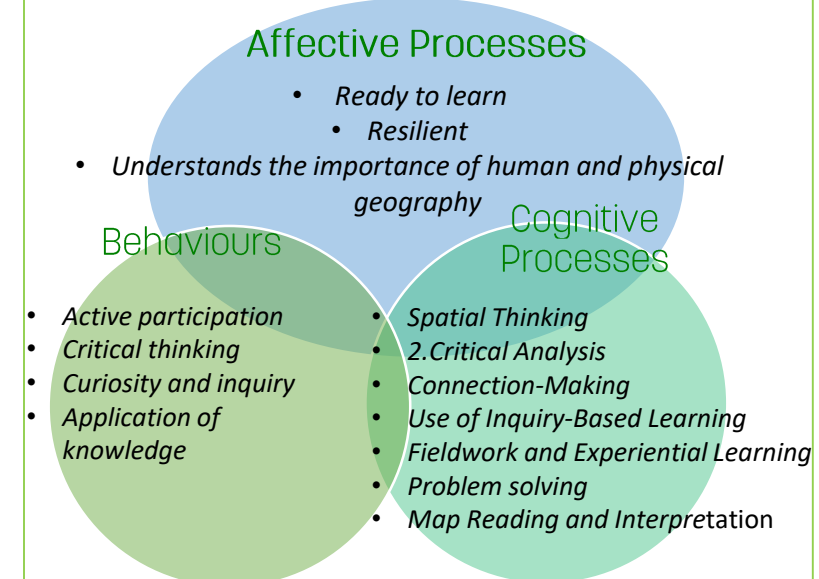 Affective Processes
• Ready to learn
• Resilient
• Understands the importance of human and physical
geography
Behaviours
• Active participation
• Critical thinking
• Curiosity and inquiry
• Application of
knowledge
Cognitive
Processes
• Spatial Thinking
• 2.Critical Analysis
• Connection-Making
• Use of Inquiry-Based Learning
• Fieldwork and Experiential Learning
• Problem solving
• Map Reading and Interpretation